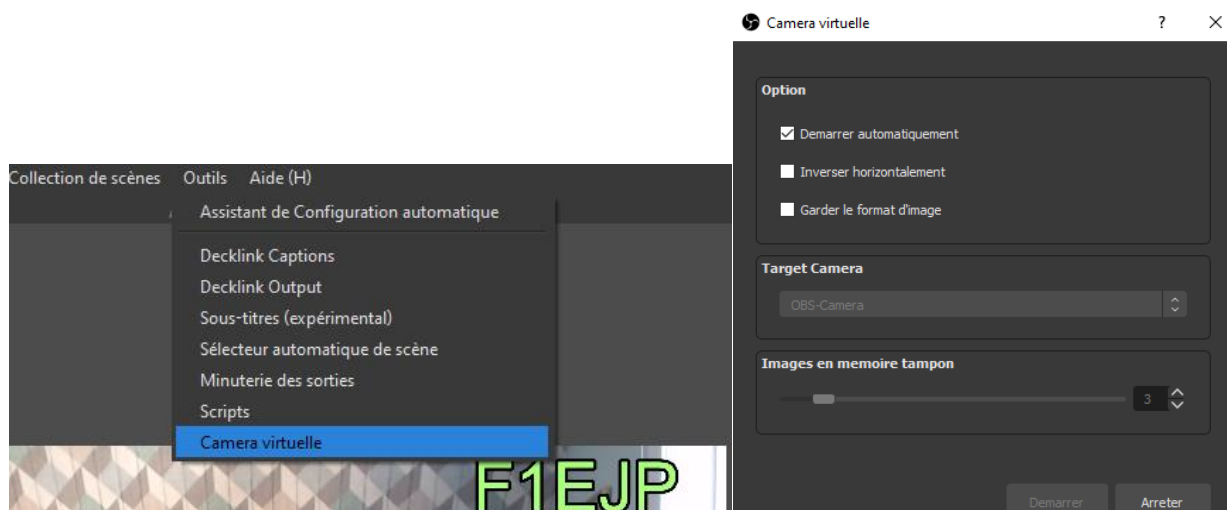 Collection de scènes Outils Aide (H)
Assistant de Configuration automatique
Decklink Captions
Decklink Output
Sous-titres (expérimental)
Sélecteur automatique de scène
Minuterie des sorties
Scripts
Camera virtuelle
F1EJP
Camera virtuelle ? ×
Option
Demarrer automatiquement
Inverser horizontalement
Garder le format d'image
Target Camera
OBS-Camera
Images en memoire tampon
3
Demarrer Arreter